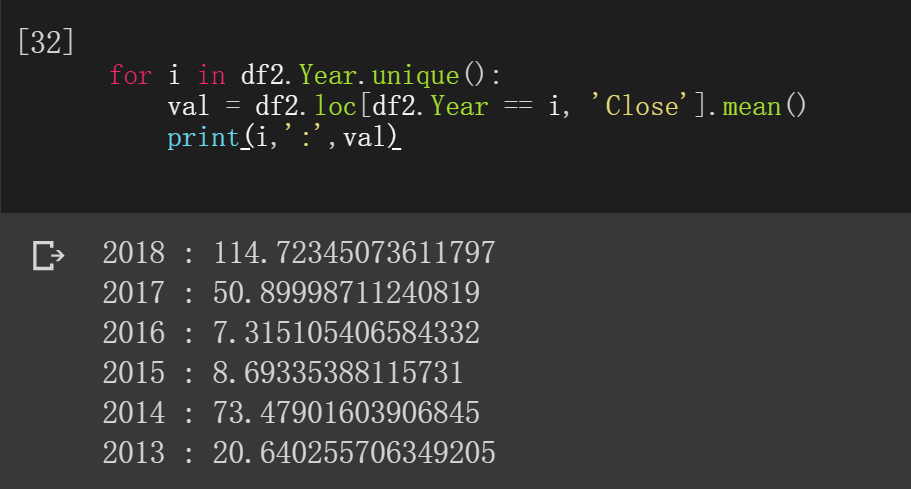 [32]
for i in df2.Year.unique():
val = df2.loc[df2.Year == i, 'Close'].mean()
print(i,':',val)
2018 : 114.72345073611797
2017 : 50.89998711240819
2016 : 7.315105406584332
2015 : 8.69335388115731
2014 : 73.47901603906845
2013 : 20.640255706349205